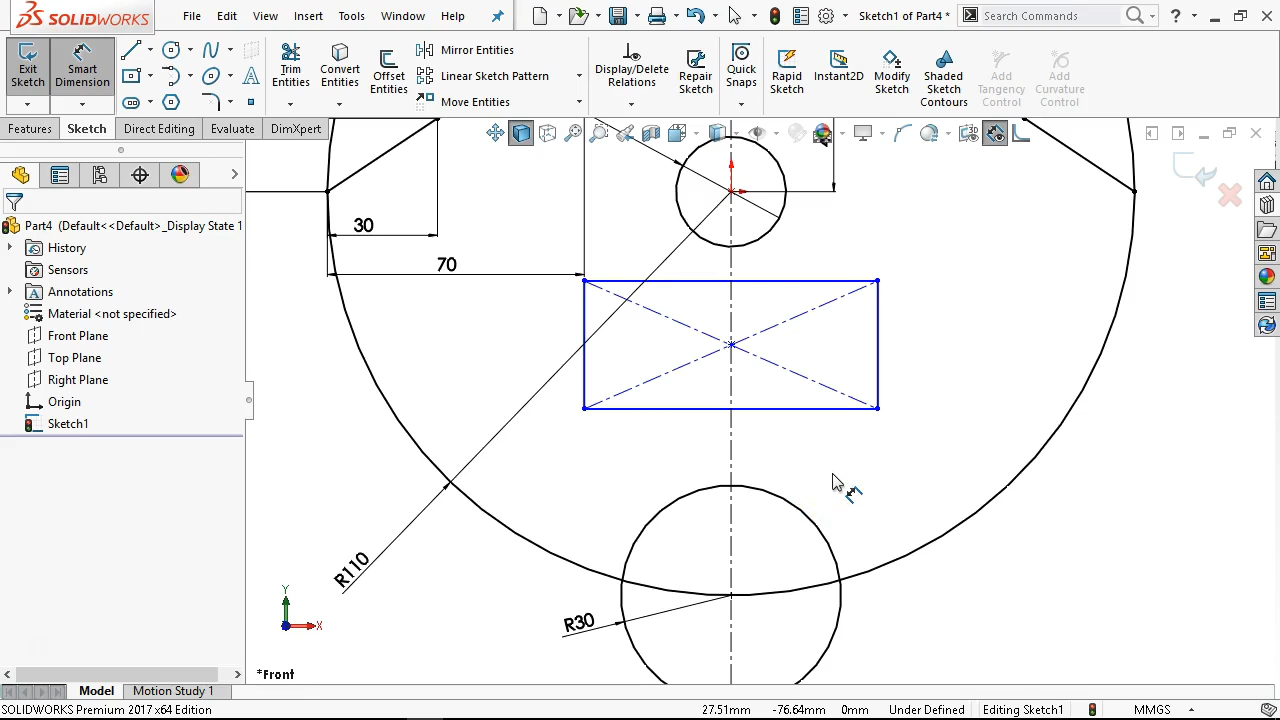 SOLIDWORKS
File Edit View Insert Tools Window Help
Sketch1 of Part4 *
Search Commands
Exit Sketch
Smart Dimension
Trim Entities
Convert Entities
Offset Entities
Mirror Entities
Linear Sketch Pattern
Move Entities
Display/Delete Relations
Repair Sketch
Quick Snaps
Rapid Sketch
Instant2D
Modify Sketch
Shaded Sketch Contours
Add Tangency Control
Add Curvature Control
Features Sketch Direct Editing Evaluate DimXpert
Part4 (Default<<Default>_Display State 1
History
Sensors
Annotations
Material <not specified>
Front Plane
Top Plane
Right Plane
Origin
Sketch1
30
70
R110
R30
Y
X
*Front
Model Motion Study 1
SOLIDWORKS Premium 2017 x64 Edition
27.51mm -76.64mm 0mm Under Defined Editing Sketch1 MMGS